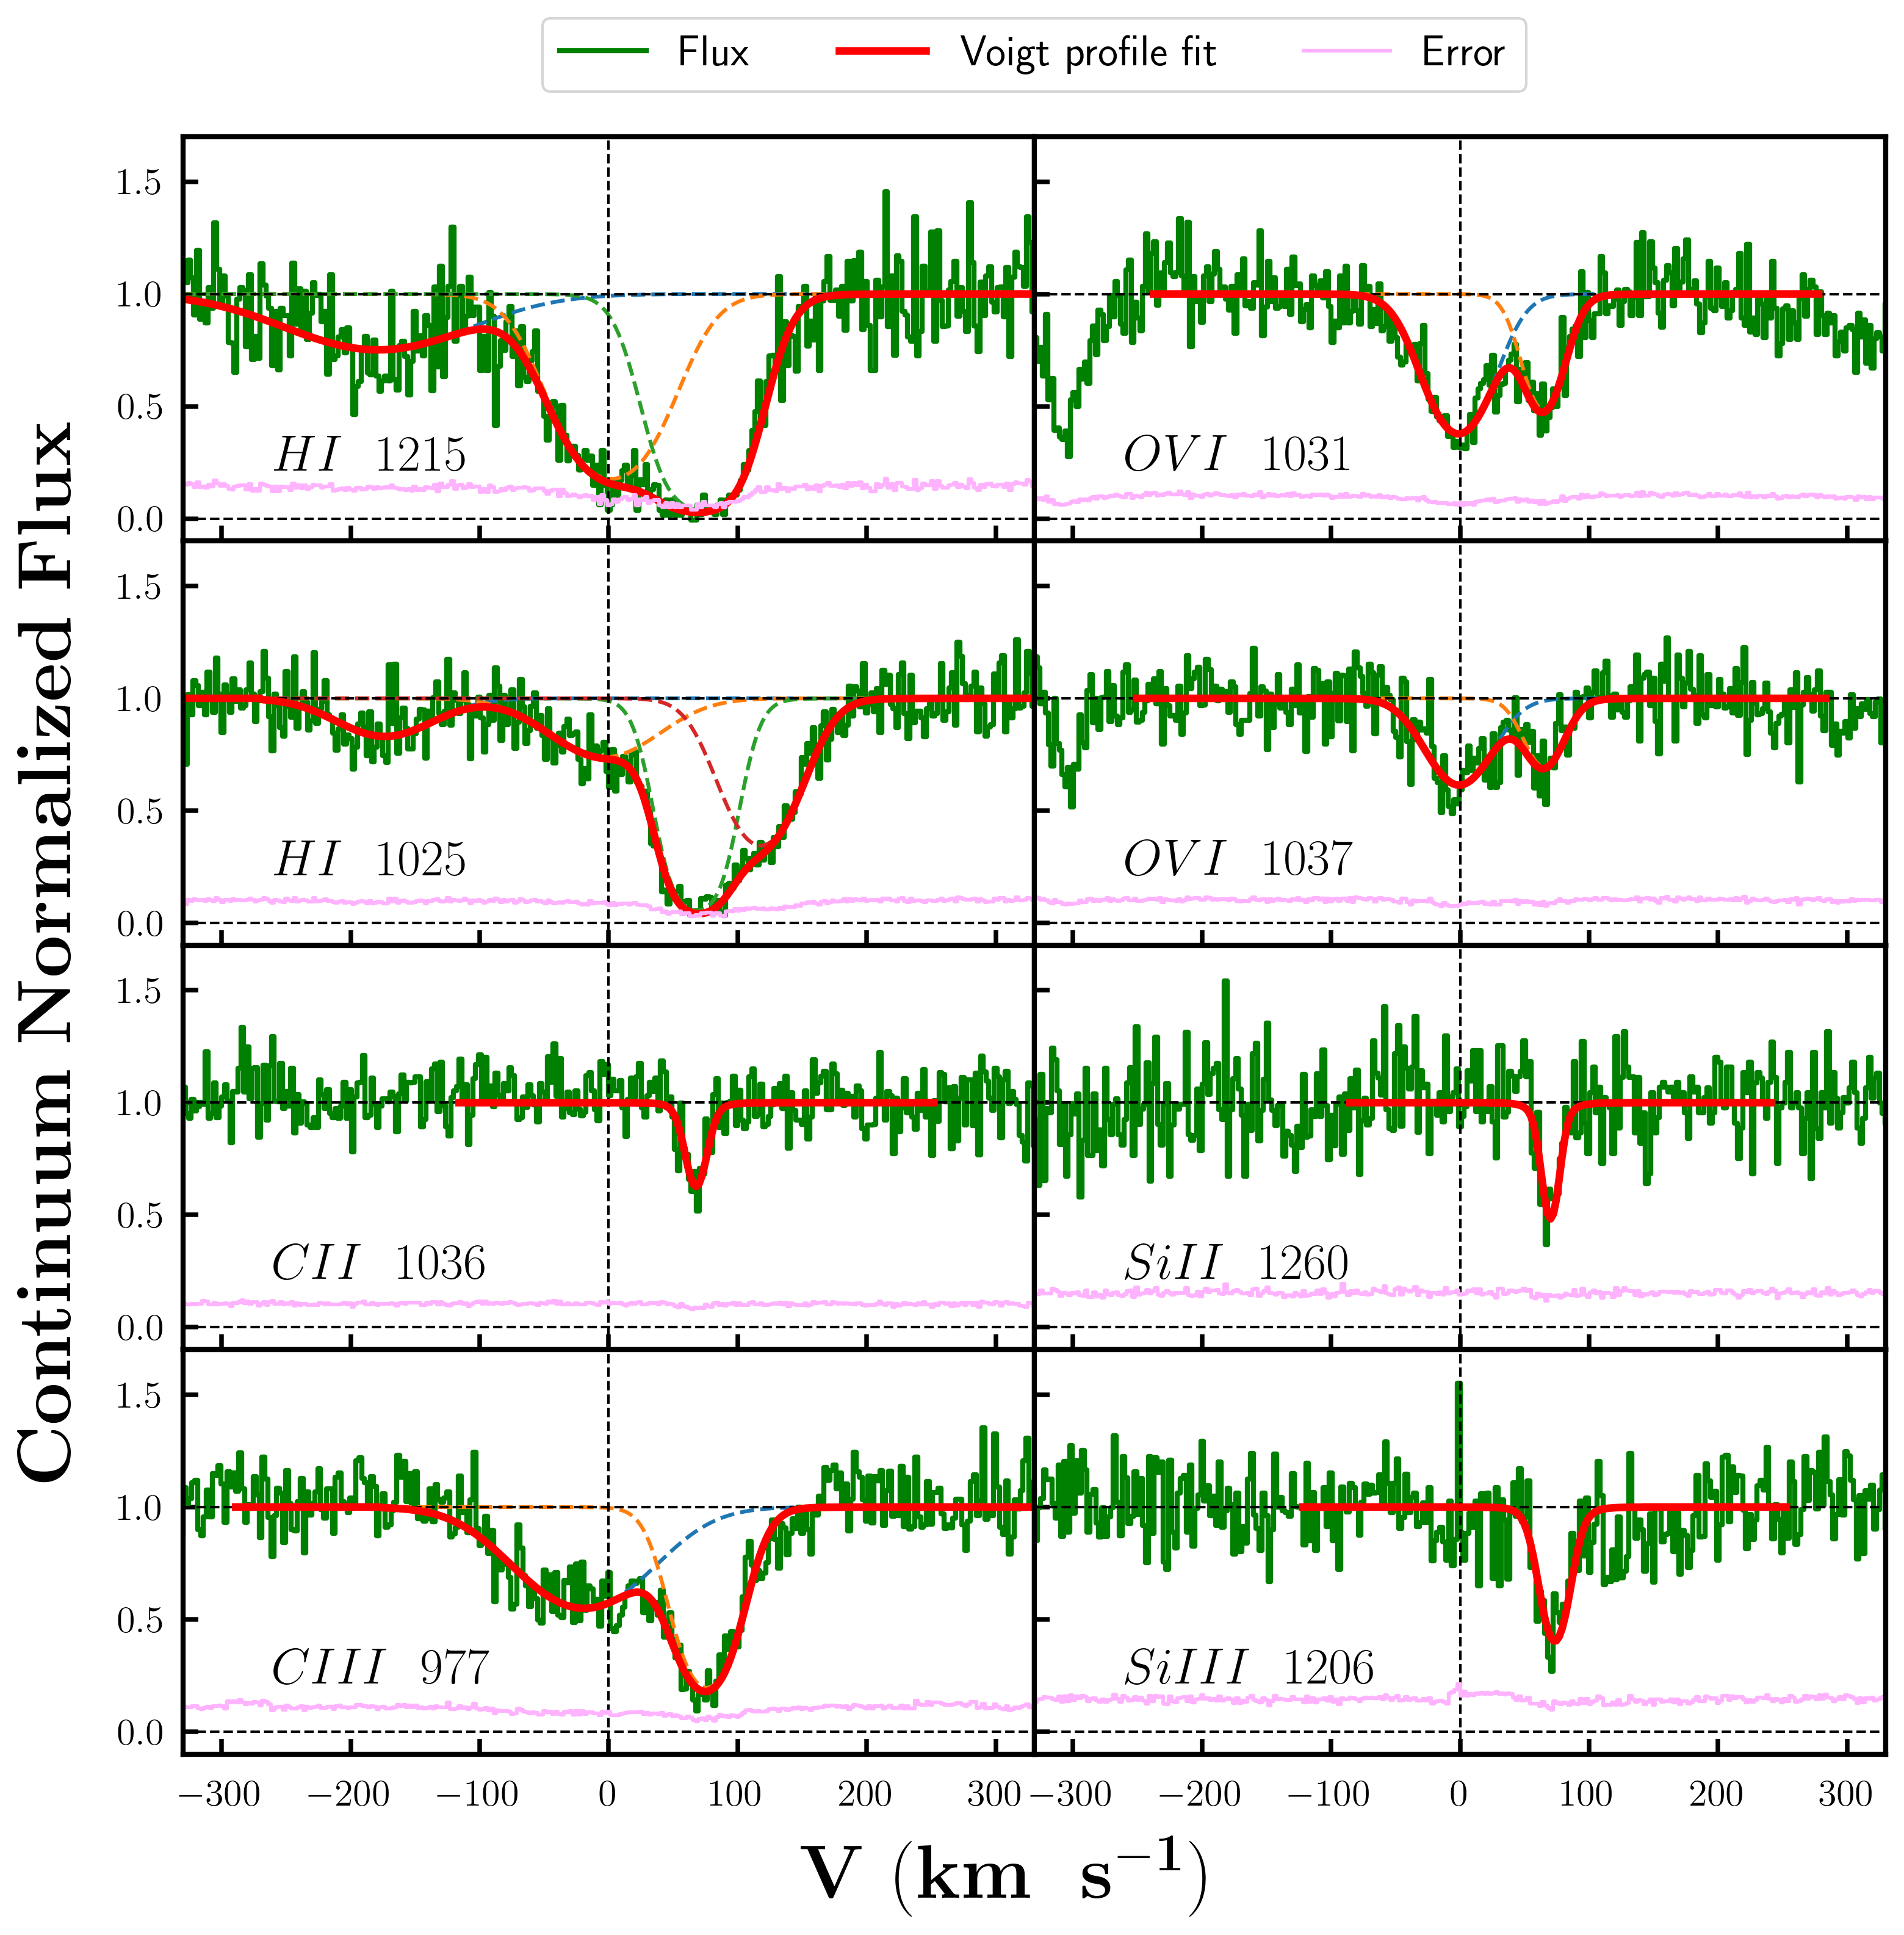 Flux Voigt profile fit Error
Continuum Normalized Flux
1.5
1.0
0.5
0.0
HI 1215
OVI 1031
1.5
1.0
0.5
0.0
HI 1025
OVI 1037
1.5
1.0
0.5
0.0
CII 1036
SiII 1260
1.5
1.0
0.5
0.0
CIII 977
SiIII 1206
−300 −200 −100 0 100 200 300 −300 −200 −100 0 100 200 300
V (km s⁻¹)